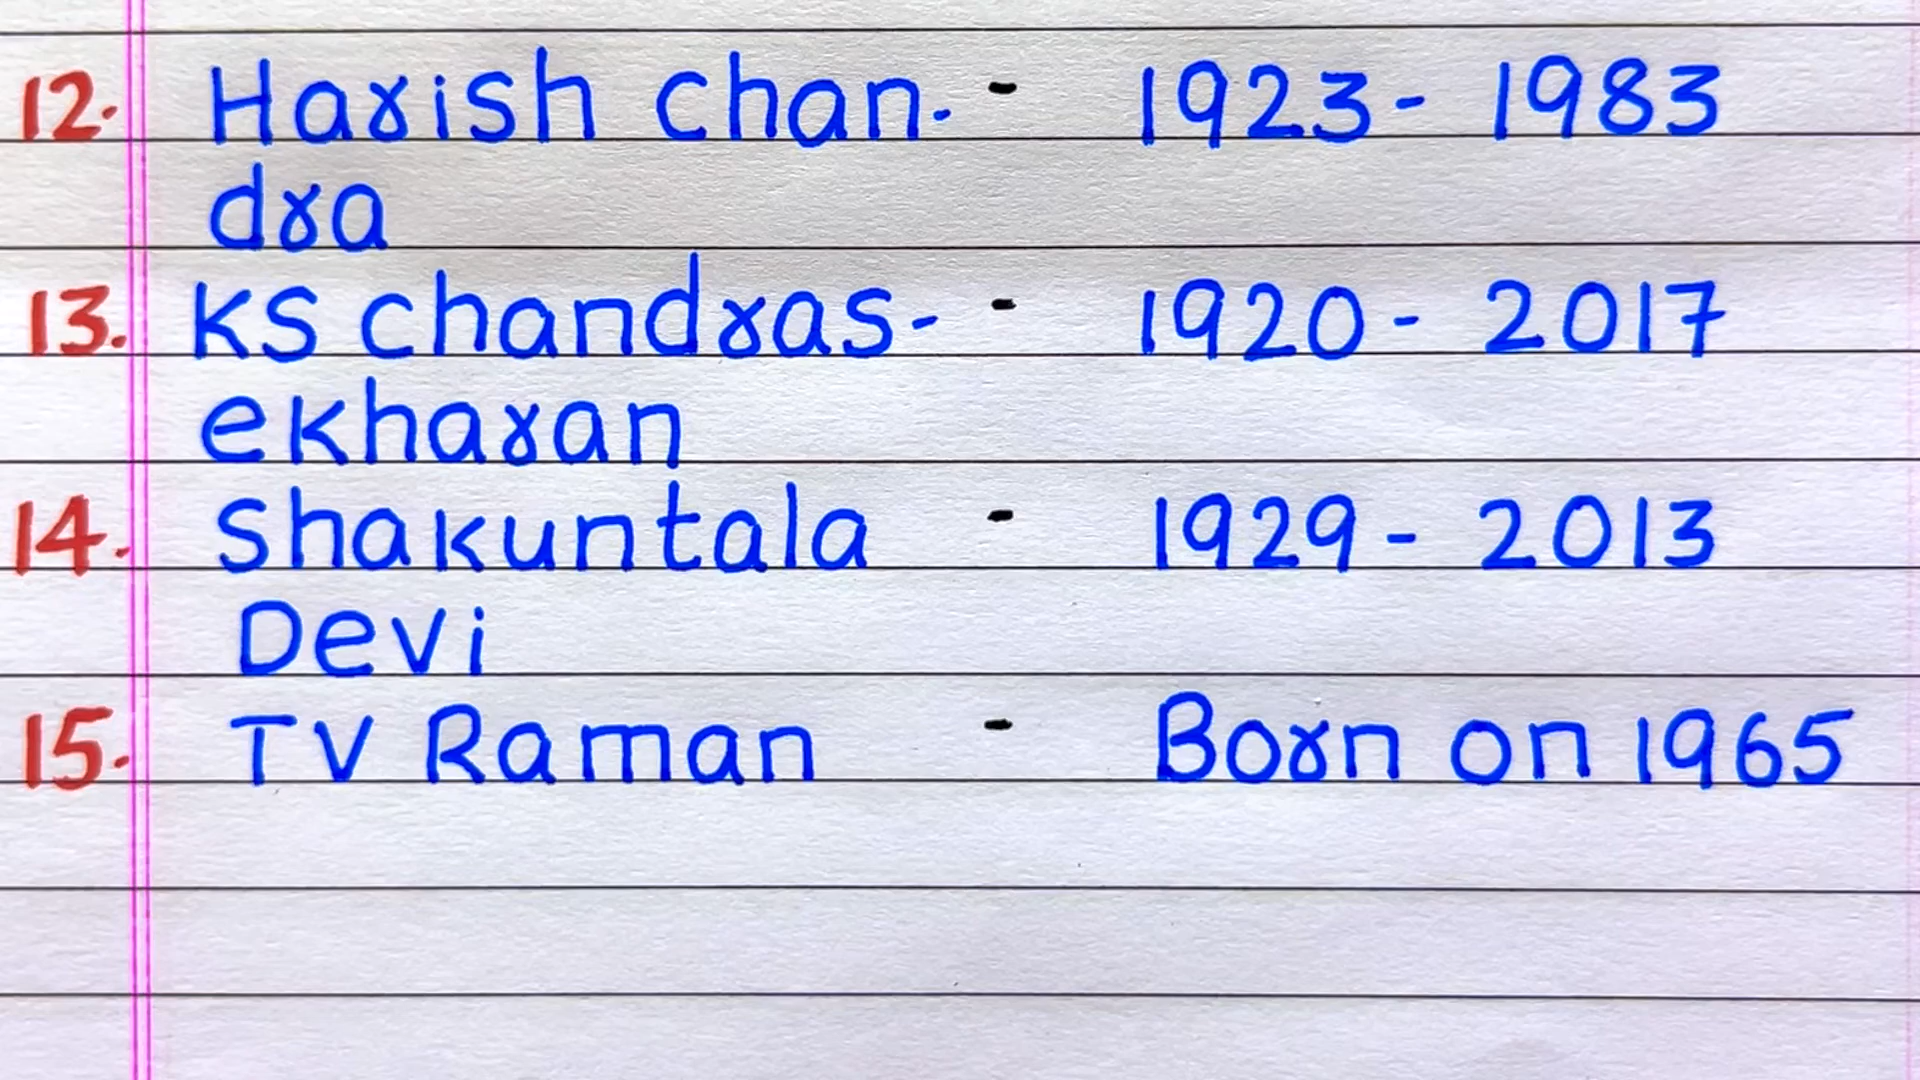 12. Harish chan. - 1923 - 1983
dra
13. KS chandras- - 1920 - 2017
ekharan
14. Shakuntala - 1929 - 2013
Devi
15. TV Raman - Born on 1965